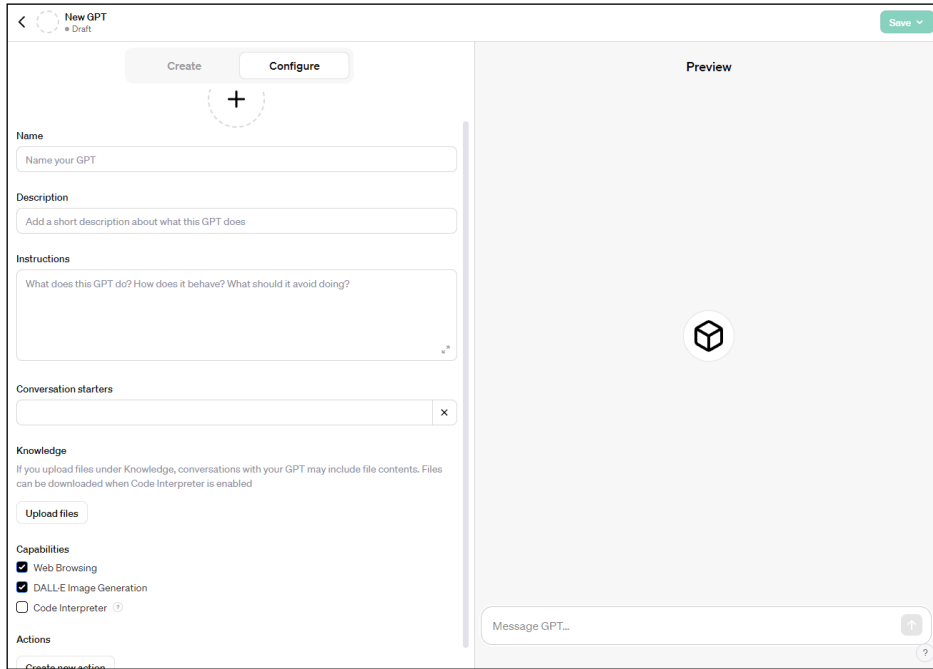 New GPT
Draft
Save
Create
Configure
Preview
Name
Name your GPT
Description
Add a short description about what this GPT does
Instructions
What does this GPT do? How does it behave? What should it avoid doing?
Conversation starters
Knowledge
If you upload files under Knowledge, conversations with your GPT may include file contents. Files
can be downloaded when Code Interpreter is enabled
Upload files
Capabilities
Web Browsing
DALL·E Image Generation
Code Interpreter ?
Message GPT...
Actions
?
Create new action